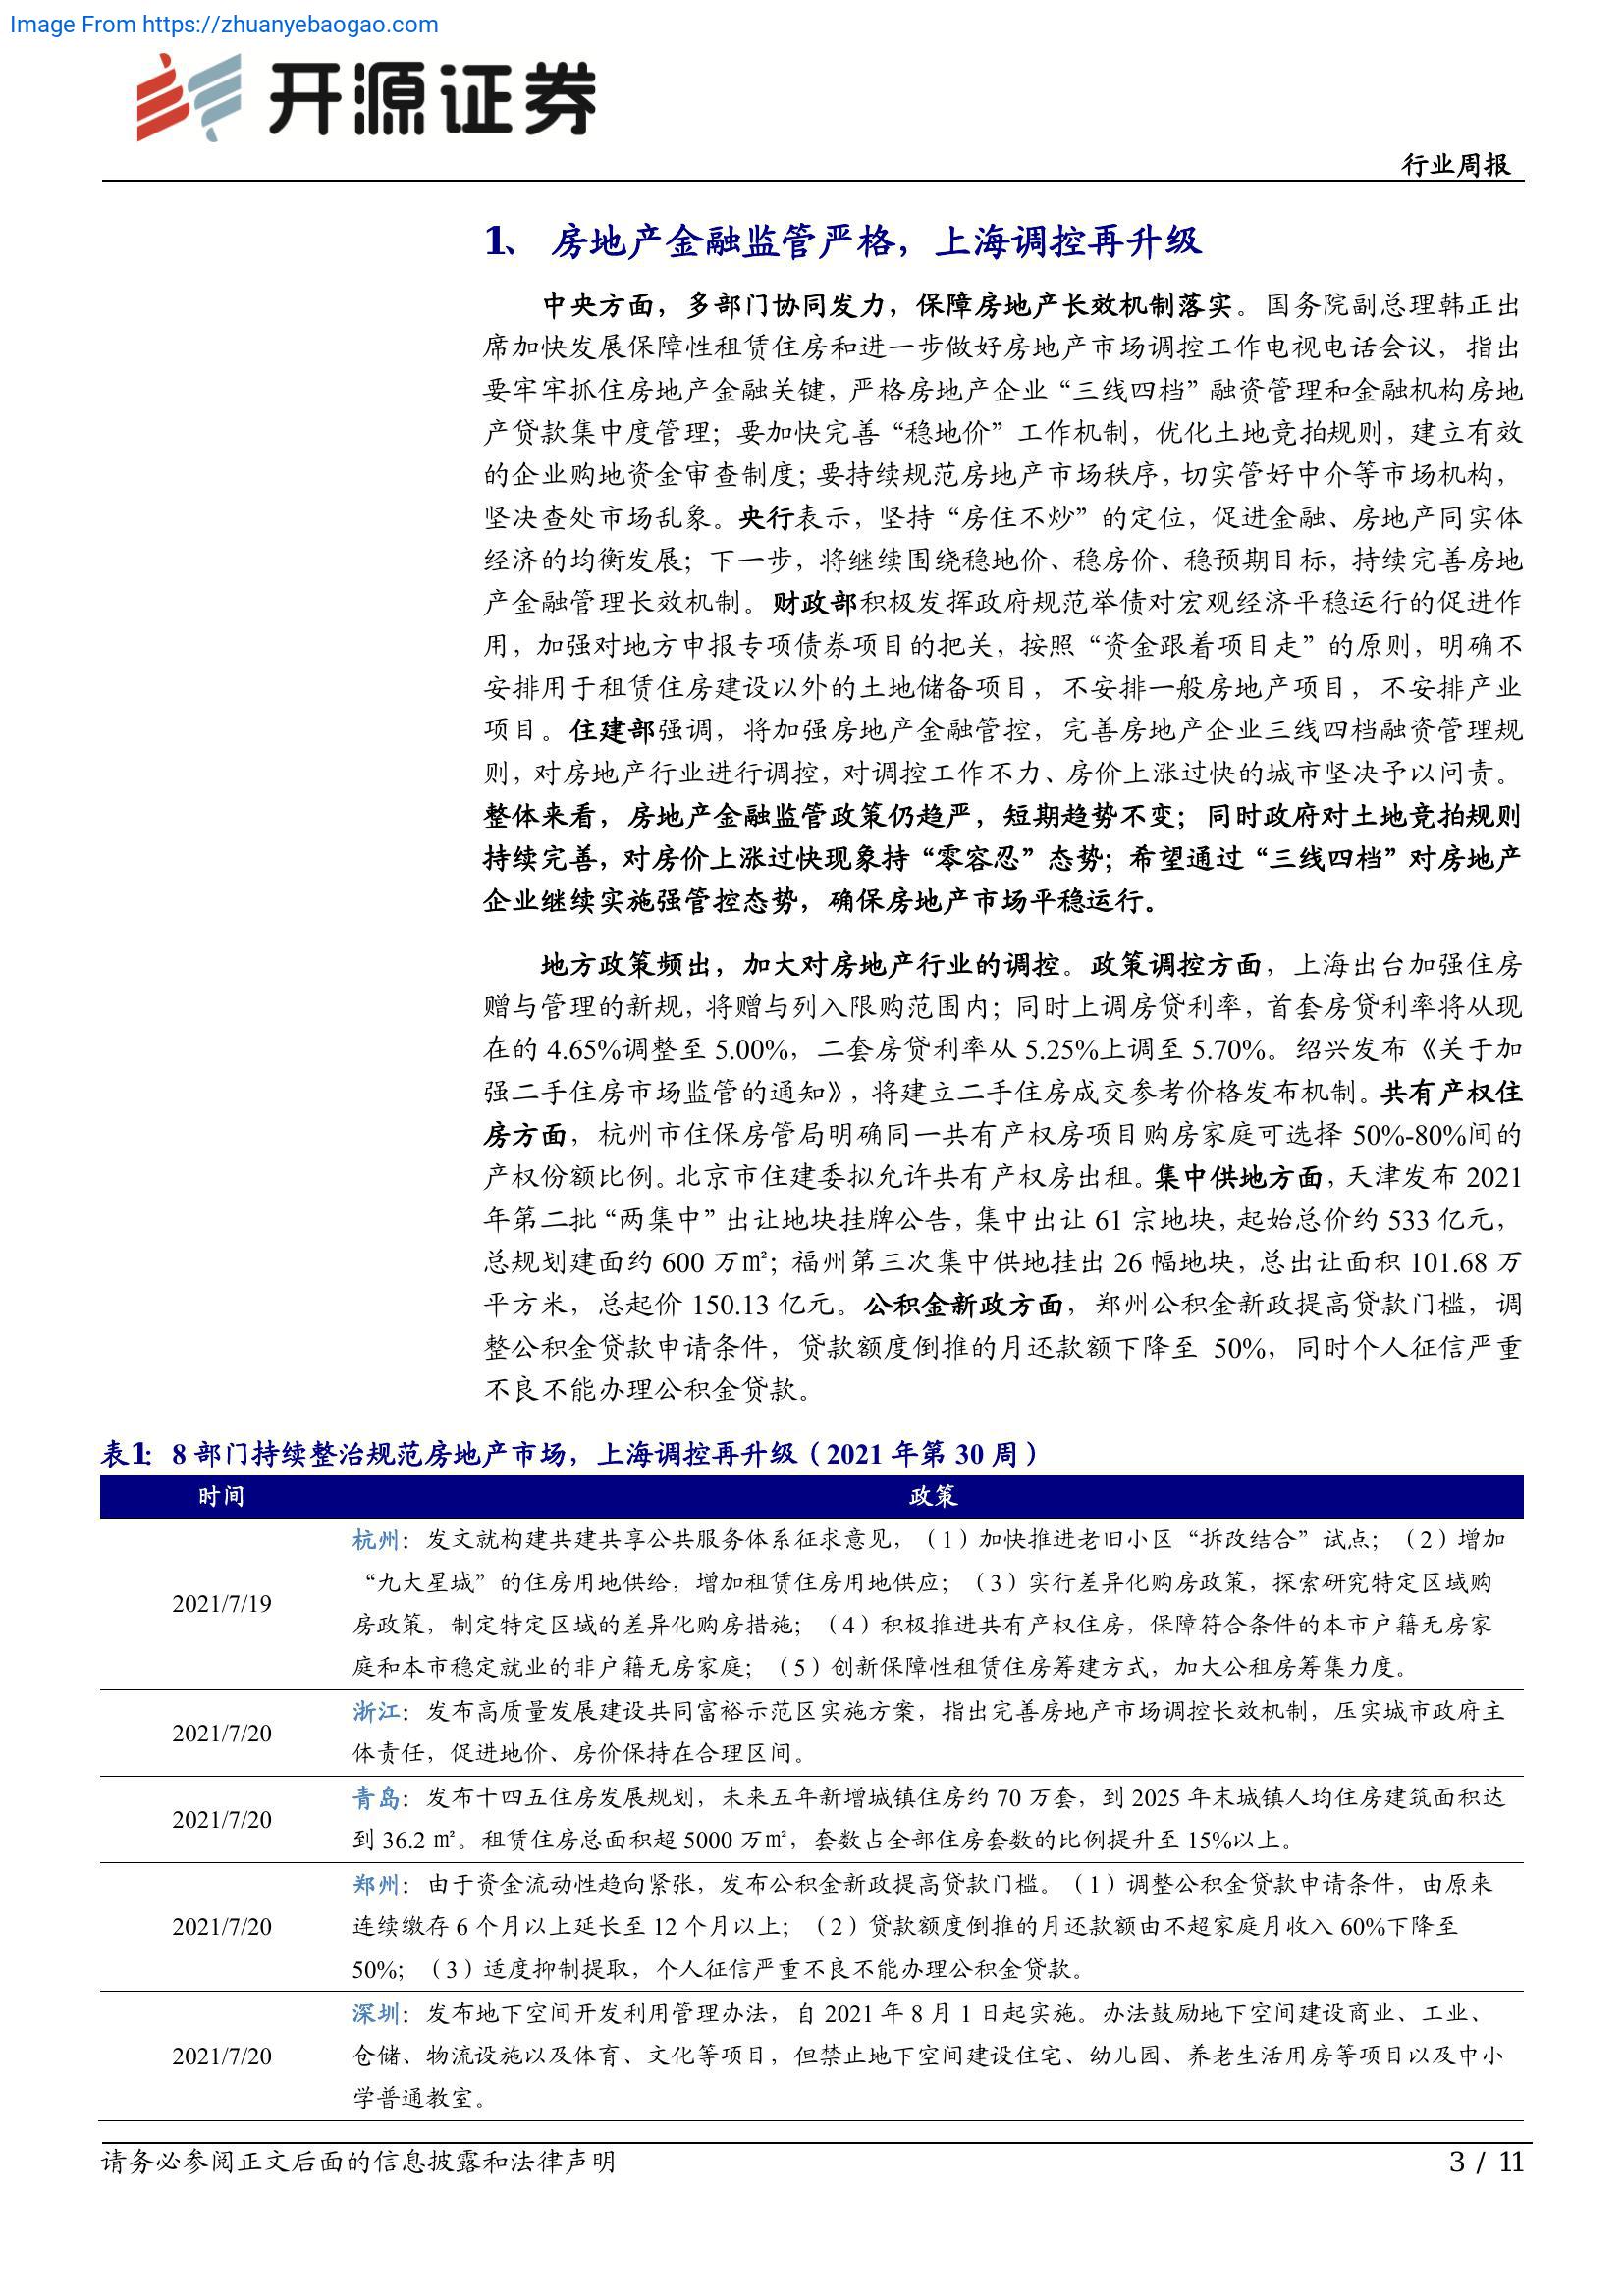 Image From https://zhuanyebaogao.com
开源证券
行业周报
1、 房地产金融监管严格，上海调控再升级
中央方面，多部门协同发力，保障房地产长效机制落实。国务院副总理韩正出
席加快发展保障性租赁住房和进一步做好房地产市场调控工作电视电话会议，指出
要牢牢抓住房地产金融关键，严格房地产企业“三线四档”融资管理和金融机构房地
产贷款集中度管理；要加快完善“稳地价”工作机制，优化土地竞拍规则，建立有效
的企业购地资金审查制度；要持续规范房地产市场秩序，切实管好中介等市场机构，
坚决查处市场乱象。央行表示，坚持“房住不炒”的定位，促进金融、房地产同实体
经济的均衡发展；下一步，将继续围绕稳地价、稳房价、稳预期目标，持续完善房地
产金融管理长效机制。财政部积极发挥政府规范举债对宏观经济平稳运行的促进作
用，加强对地方申报专项债券项目的把关，按照“资金跟着项目走”的原则，明确不
安排用于租赁住房建设以外的土地储备项目，不安排一般房地产项目，不安排产业
项目。住建部强调，将加强房地产金融管控，完善房地产企业三线四档融资管理规
则，对房地产行业进行调控，对调控工作不力、房价上涨过快的城市坚决予以问责。
整体来看，房地产金融监管政策仍趋严，短期趋势不变；同时政府对土地竞拍规则
持续完善，对房价上涨过快现象持“零容忍”态势；希望通过“三线四档”对房地产
企业继续实施强管控态势，确保房地产市场平稳运行。
地方政策频出，加大对房地产行业的调控。政策调控方面，上海出台加强住房
赠与管理的新规，将赠与列入限购范围内；同时上调房贷利率，首套房贷利率将从现
在的 4.65%调整至 5.00%，二套房贷利率从 5.25%上调至 5.70%。绍兴发布《关于加
强二手住房市场监管的通知》，将建立二手住房成交参考价格发布机制。共有产权住
房方面，杭州市住保房管局明确同一共有产权房项目购房家庭可选择 50%-80%间的
产权份额比例。北京市住建委拟允许共有产权房出租。集中供地方面，天津发布 2021
年第二批“两集中”出让地块挂牌公告，集中出让 61 宗地块，起始总价约 533 亿元，
总规划建面约 600 万㎡；福州第三次集中供地挂出 26 幅地块，总出让面积 101.68 万
平方米，总起价 150.13 亿元。公积金新政方面，郑州公积金新政提高贷款门槛，调
整公积金贷款申请条件，贷款额度倒推的月还款额下降至 50%，同时个人征信严重
不良不能办理公积金贷款。
表1： 8 部门持续整治规范房地产市场，上海调控再升级（2021 年第 30 周）
时间 政策
杭州：发文就构建共建共享公共服务体系征求意见，（1）加快推进老旧小区“拆改结合”试点；（2）增加
“九大星城”的住房用地供给，增加租赁住房用地供应；（3）实行差异化购房政策，探索研究特定区域购
2021/7/19
房政策，制定特定区域的差异化购房措施；（4）积极推进共有产权住房，保障符合条件的本市户籍无房家
庭和本市稳定就业的非户籍无房家庭；（5）创新保障性租赁住房筹建方式，加大公租房筹集力度。
浙江：发布高质量发展建设共同富裕示范区实施方案，指出完善房地产市场调控长效机制，压实城市政府主
2021/7/20
体责任，促进地价、房价保持在合理区间。
青岛：发布十四五住房发展规划，未来五年新增城镇住房约 70 万套，到 2025 年末城镇人均住房建筑面积达
2021/7/20
到 36.2 ㎡。租赁住房总面积超 5000 万㎡，套数占全部住房套数的比例提升至 15%以上。
郑州：由于资金流动性趋向紧张，发布公积金新政提高贷款门槛。（1）调整公积金贷款申请条件，由原来
2021/7/20 连续缴存 6 个月以上延长至 12 个月以上；（2）贷款额度倒推的月还款额由不超家庭月收入 60%下降至
50%；（3）适度抑制提取，个人征信严重不良不能办理公积金贷款。
深圳：发布地下空间开发利用管理办法，自 2021 年 8 月 1 日起实施。办法鼓励地下空间建设商业、工业、
2021/7/20 仓储、物流设施以及体育、文化等项目，但禁止地下空间建设住宅、幼儿园、养老生活用房等项目以及中小
学普通教室。
请务必参阅正文后面的信息披露和法律声明 3 / 11